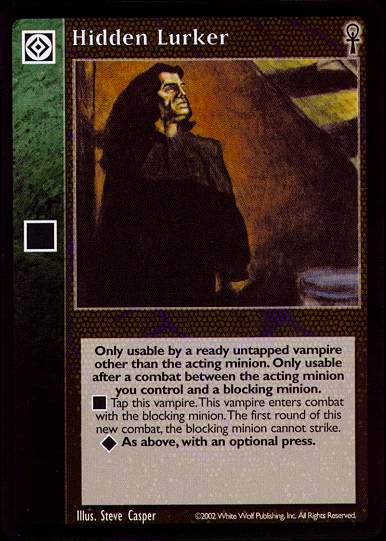 Hidden Lurker
Only usable by a ready untapped vampire
other than the acting minion. Only usable
after a combat between the acting minion
you control and a blocking minion.
Tap this vampire. This vampire enters combat
with the blocking minion. The first round of this
new combat, the blocking minion cannot strike.
As above, with an optional press.
Illus. Steve Casper
©2002 White Wolf Publishing, Inc. All Rights Reserved.